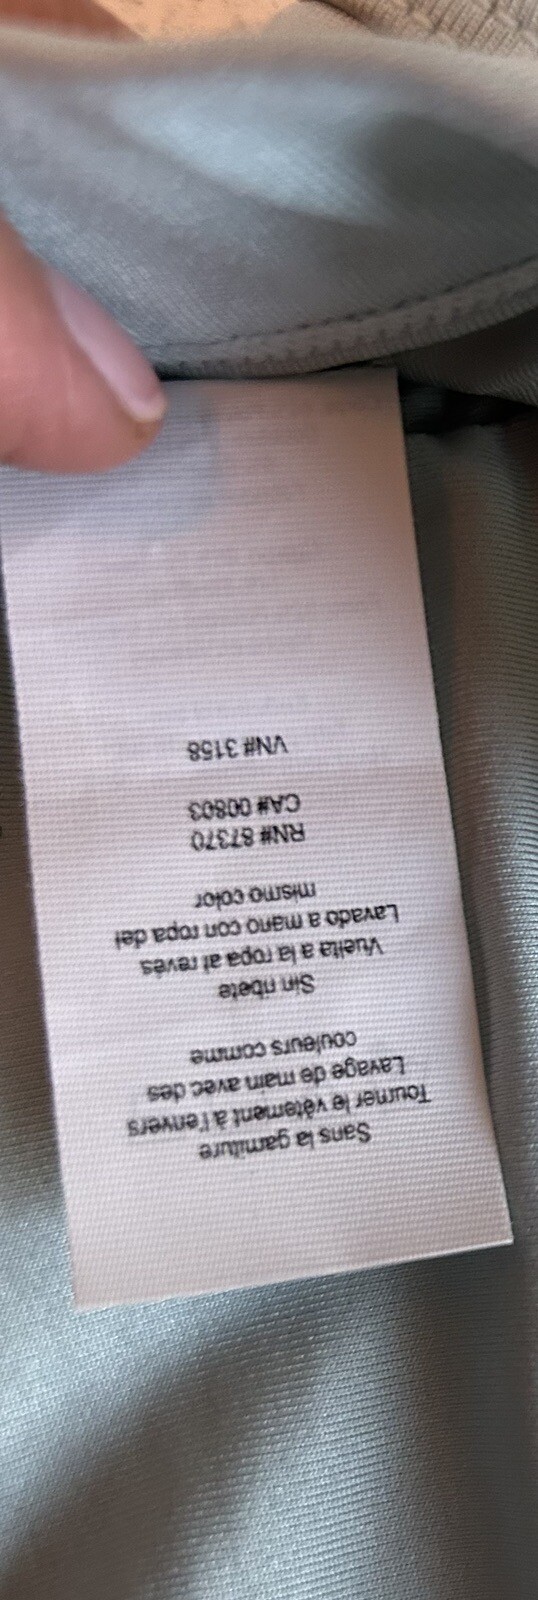 Sans la garniture
Tourner le vêtement à l'envers
Lavage de main avec des
couleurs comme
Sin ribete
Vuelta a la ropa al revés
Lavado a mano con ropa del
mismo color
RN# 87370
CA# 00803
VN# 3158